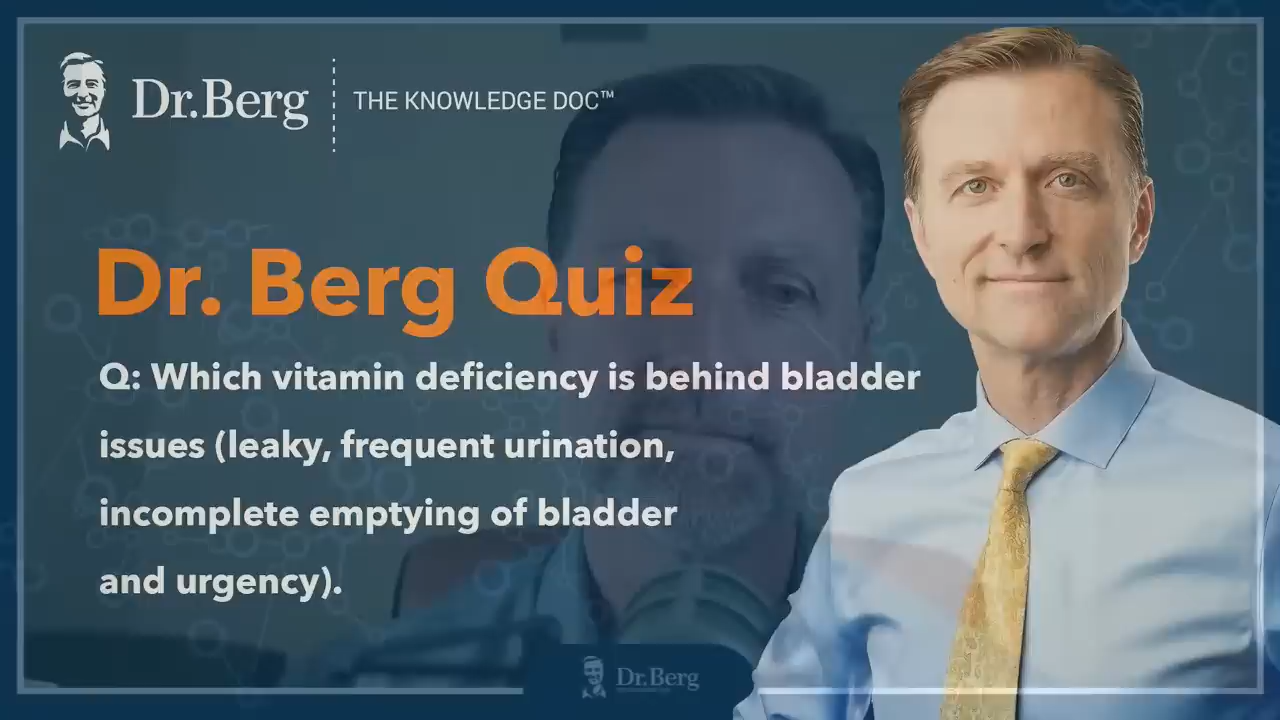 Dr.Berg
THE KNOWLEDGE DOC™
Dr. Berg Quiz
Q: Which vitamin deficiency is behind bladder
issues (leaky, frequent urination,
incomplete emptying of bladder
and urgency).
Dr.Berg